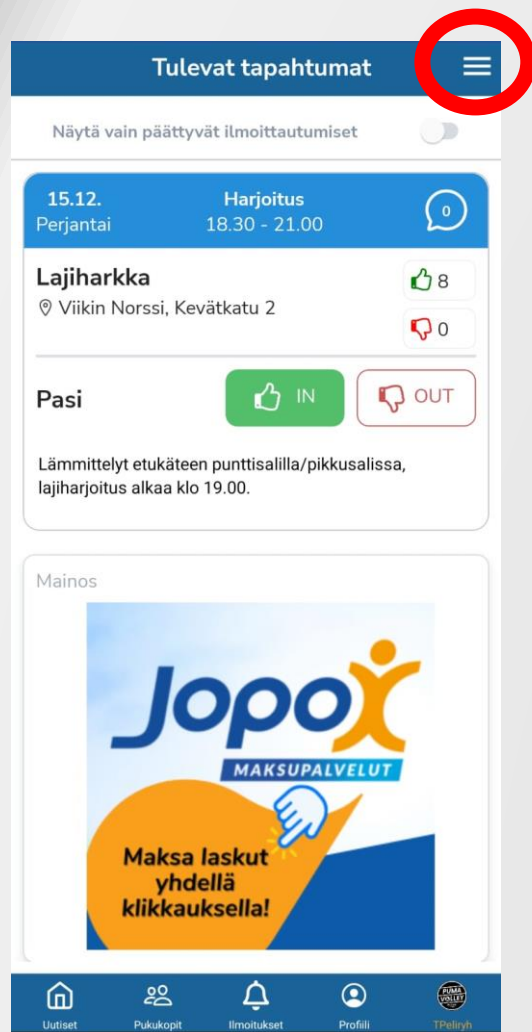 Tulevat tapahtumat
Näytä vain päättyvät ilmoittautumiset
15.12.
Perjantai
Harjoitus
18.30 - 21.00
0
Lajiharkka
Viikin Norssi, Kevätkatu 2
8
0
Pasi
IN
OUT
Lämmittelyt etukäteen punttisalilla/pikkusalissa,
lajiharjoitus alkaa klo 19.00.
Mainos
Jopox
MAKSUPALVELUT
Maksa laskut
yhdellä
klikkauksella!
PUMA
VOLLEY
Uutiset
Pukukopit
Ilmoitukset
Profiili
TPeliryh